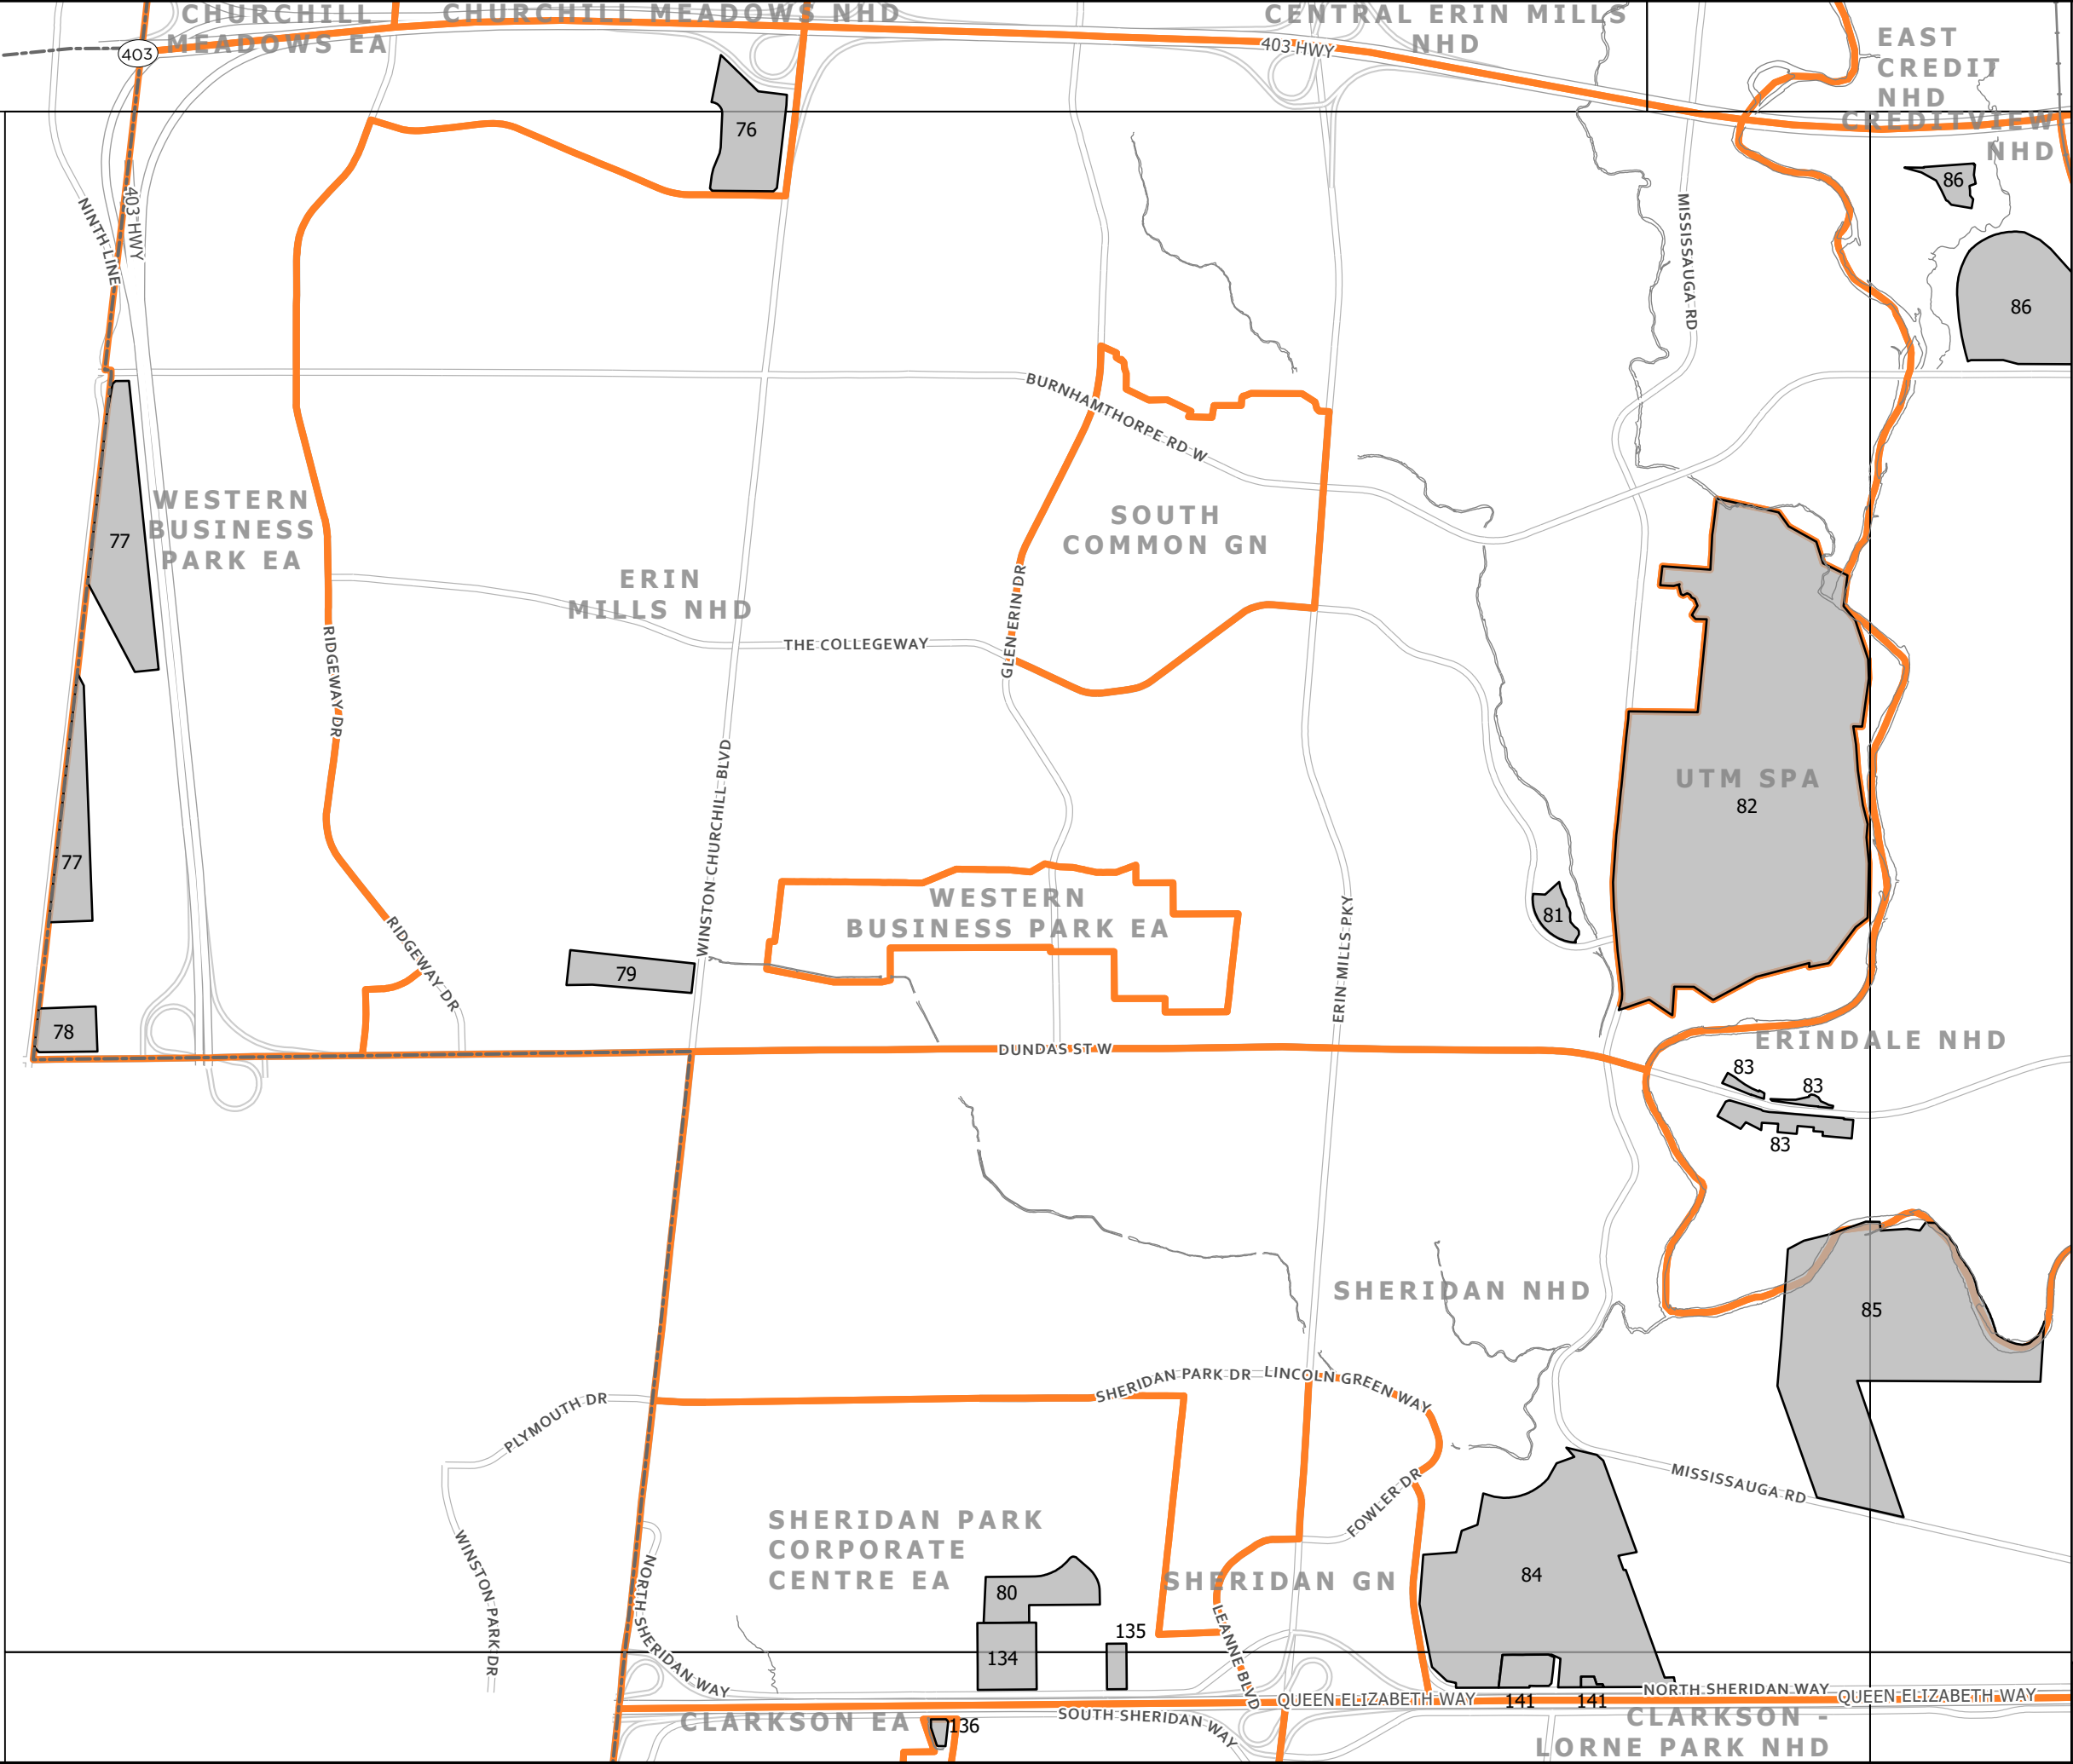 CHURCHILL
MEADOWS EA
CHURCHILL MEADOWS NHD
CENTRAL ERIN MILLS
NHD
EAST
CREDIT
NHD
CREDITVIEW
NHD
403
403 HWY
403 HWY
NINTH LINE
76
86
86
MISSISSAUGA RD
BURNHAMTHORPE RD W
WESTERN
BUSINESS
PARK EA
77
SOUTH
COMMON GN
ERIN
MILLS NHD
THE COLLEGEWAY
GLEN ERIN DR
RIDGEWAY DR
WINSTON CHURCHILL BLVD
UTM SPA
82
77
WESTERN
BUSINESS PARK EA
81
ERIN MILLS PKY
RIDGEWAY DR
79
78
DUNDAS ST W
ERINDALE NHD
83
83
83
SHERIDAN NHD
85
SHERIDAN PARK DR
LINCOLN GREEN WAY
PLYMOUTH DR
MISSISSAUGA RD
FOWLER DR
WINSTON PARK DR
NORTH SHERIDAN WAY
SHERIDAN PARK
CORPORATE
CENTRE EA
80
SHERIDAN GN
84
LEANNE BLVD
135
134
141
141
NORTH SHERIDAN WAY
QUEEN ELIZABETH WAY
QUEEN ELIZABETH WAY
CLARKSON EA
136
SOUTH SHERIDAN WAY
CLARKSON -
LORNE PARK NHD